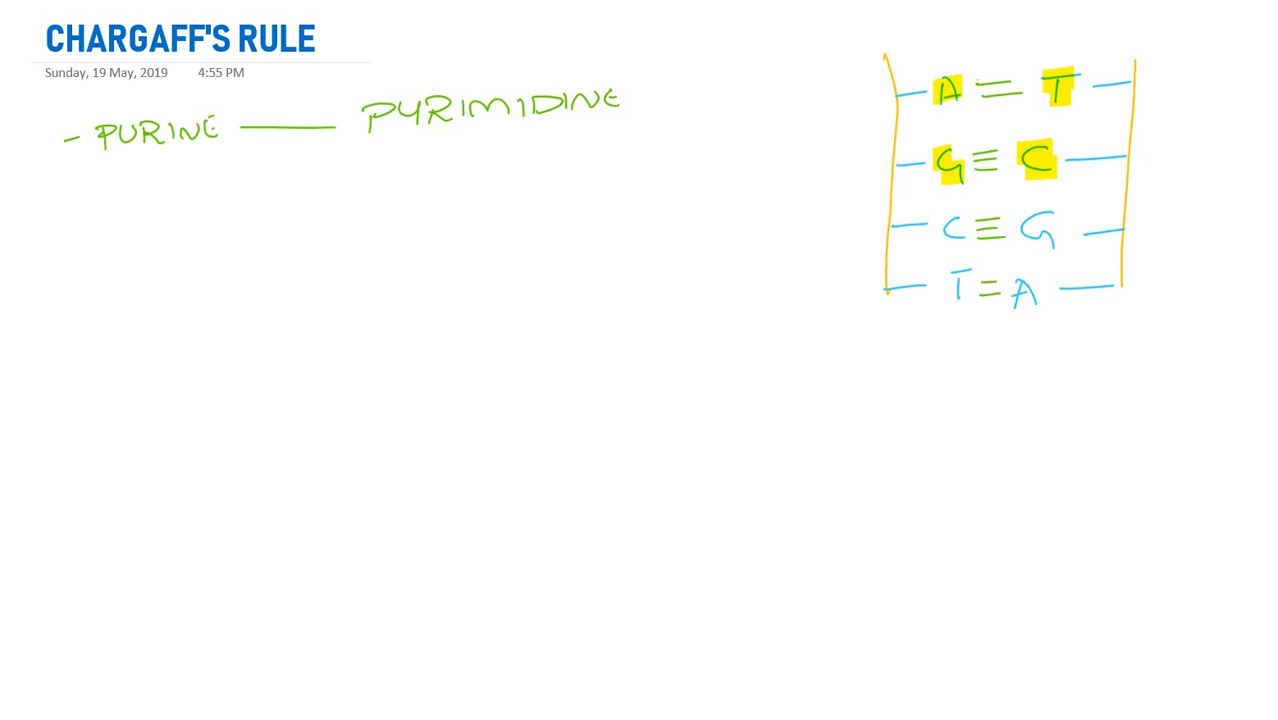 CHARGAFF'S RULE
Sunday, 19 May, 2019 4:55 PM
- PURINE —— PYRIMIDINE
— A = T —
— G ≡ C —
— C ≡ G —
— T = A —